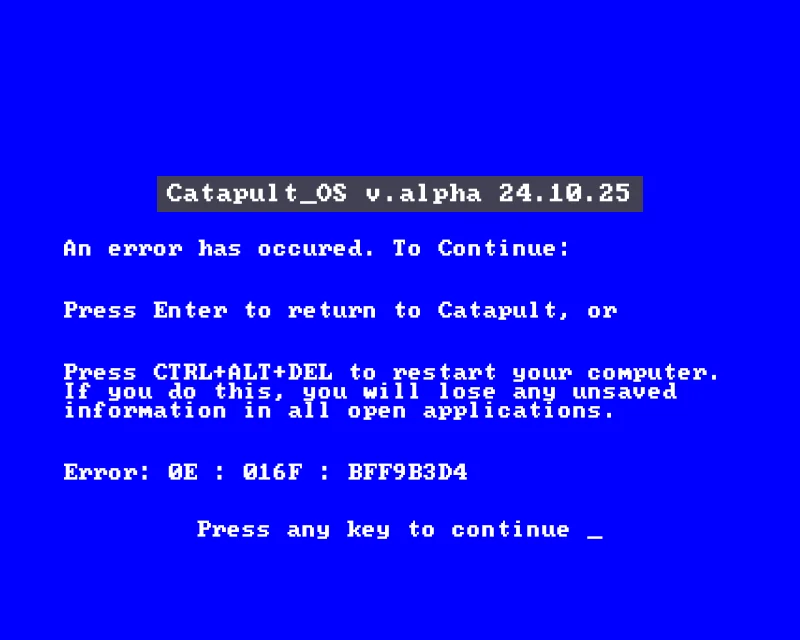 Catapult_OS v.alpha 24.10.25
An error has occured. To Continue:
Press Enter to return to Catapult, or
Press CTRL+ALT+DEL to restart your computer.
If you do this, you will lose any unsaved
information in all open applications.
Error: 0E : 016F : BFF9B3D4
Press any key to continue _